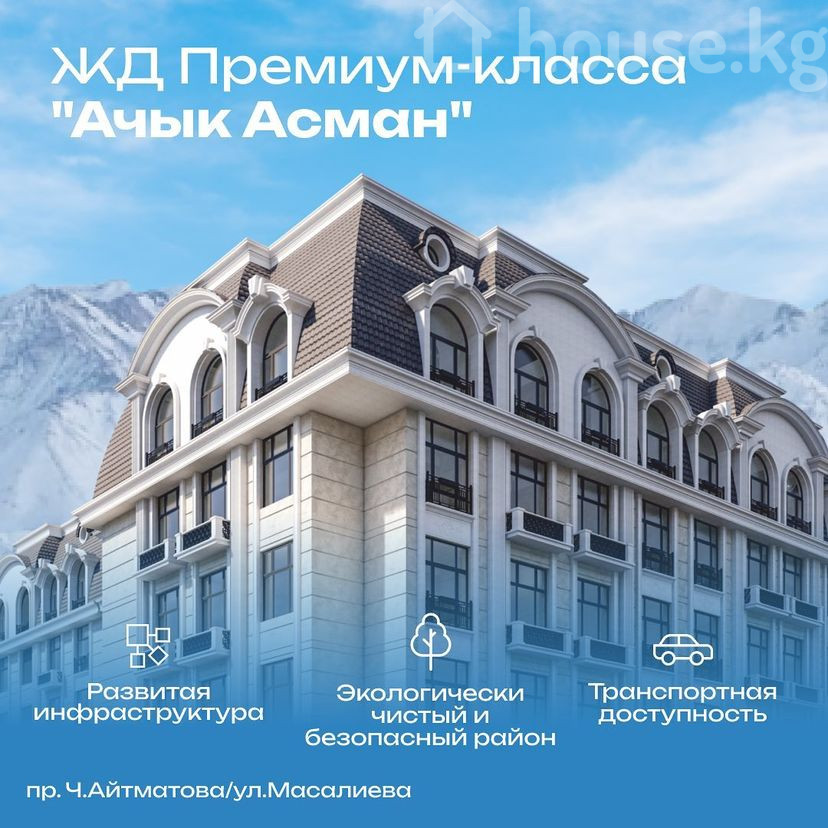 house.kg
ЖД Премиум-класса
"Ачык Асман"
Развитая
инфраструктура
Экологически
чистый и
безопасный район
Транспортная
доступность
пр. Ч.Айтматова/ул.Масалиева